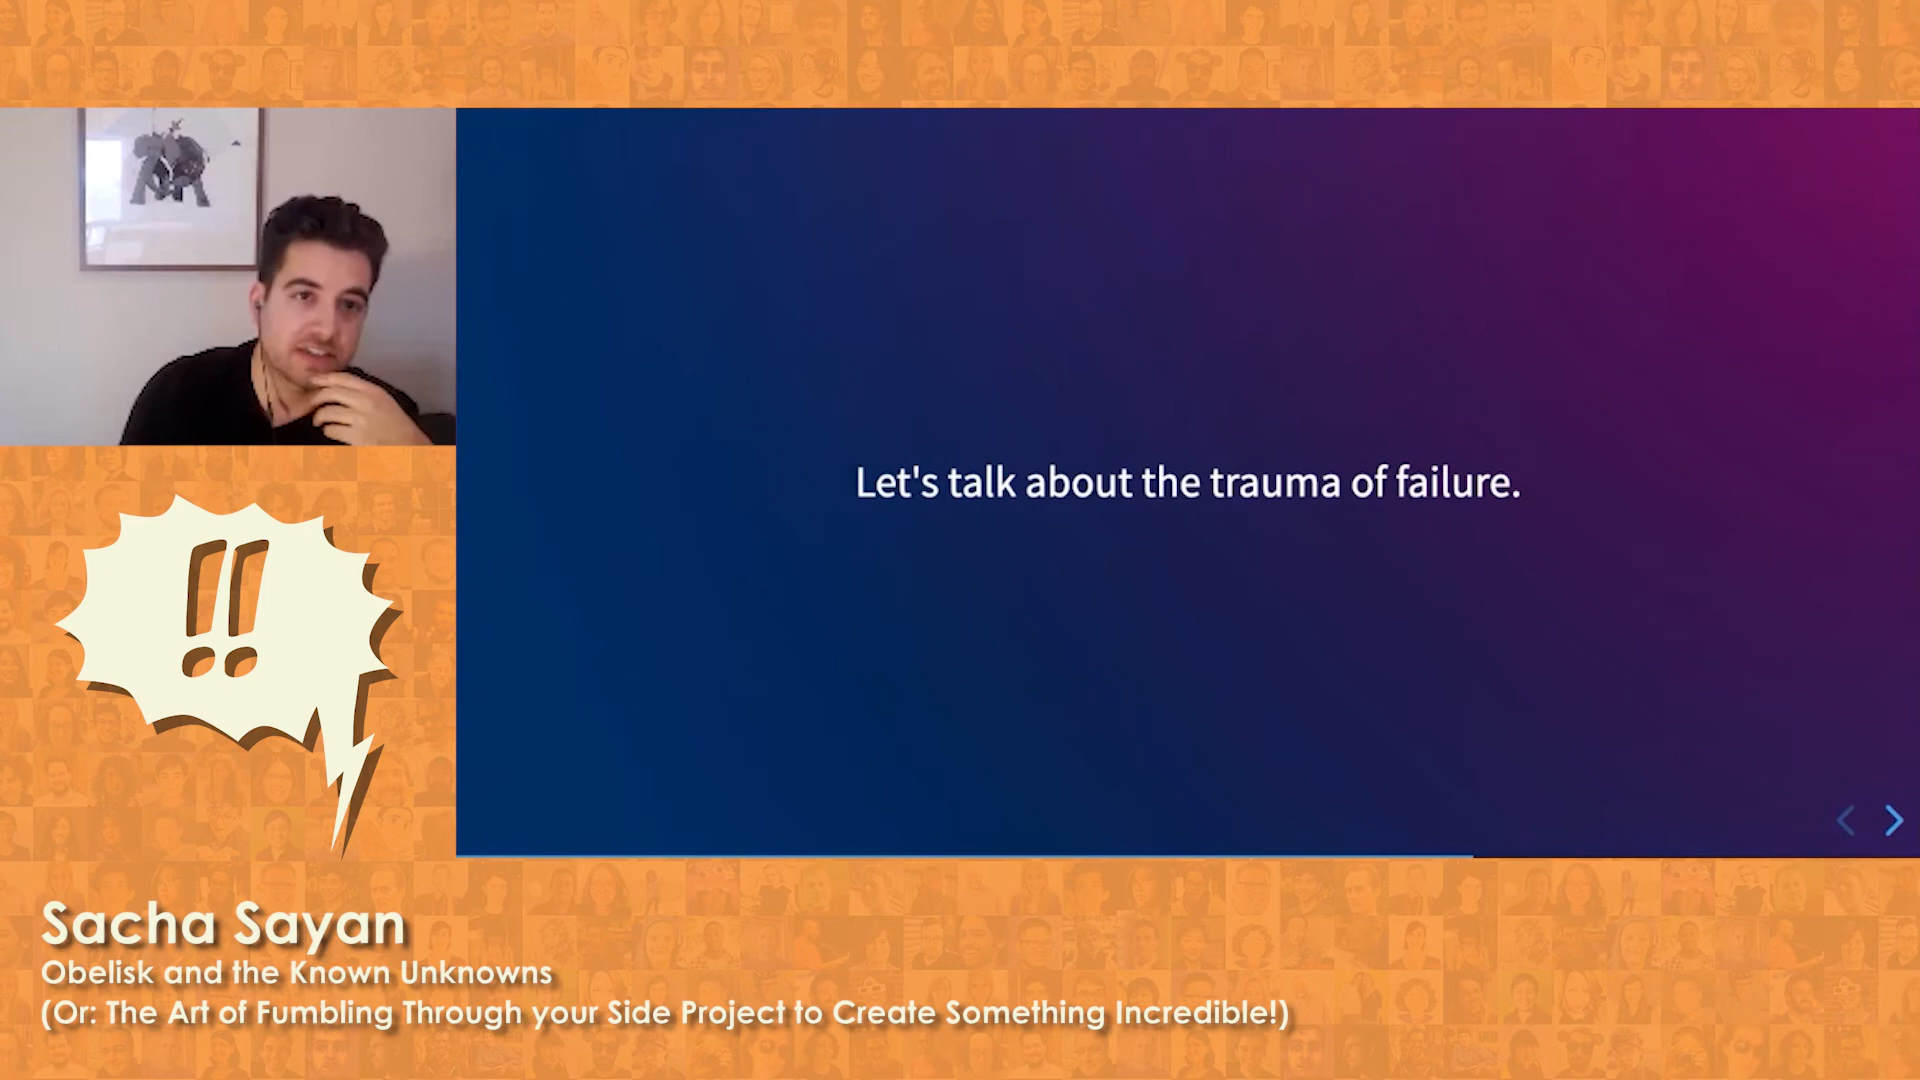 !!
Let's talk about the trauma of failure.
Sacha Sayan
Obelisk and the Known Unknowns
(Or: The Art of Fumbling Through your Side Project to Create Something Incredible!)